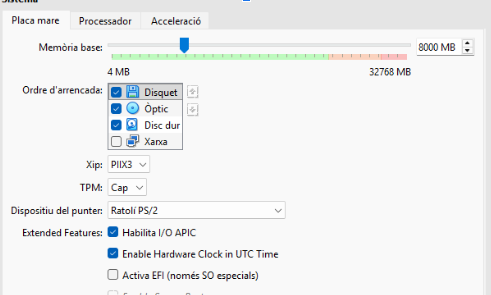 Sistema
Placa mare Processador Acceleració
Memòria base: 8000 MB
4 MB 32768 MB
Ordre d'arrencada: Disquet
Òptic
Disc dur
Xarxa
Xip: PIIX3
TPM: Cap
Dispositiu del punter: Ratolí PS/2
Extended Features: Habilita I/O APIC
Enable Hardware Clock in UTC Time
Activa EFI (només SO especials)